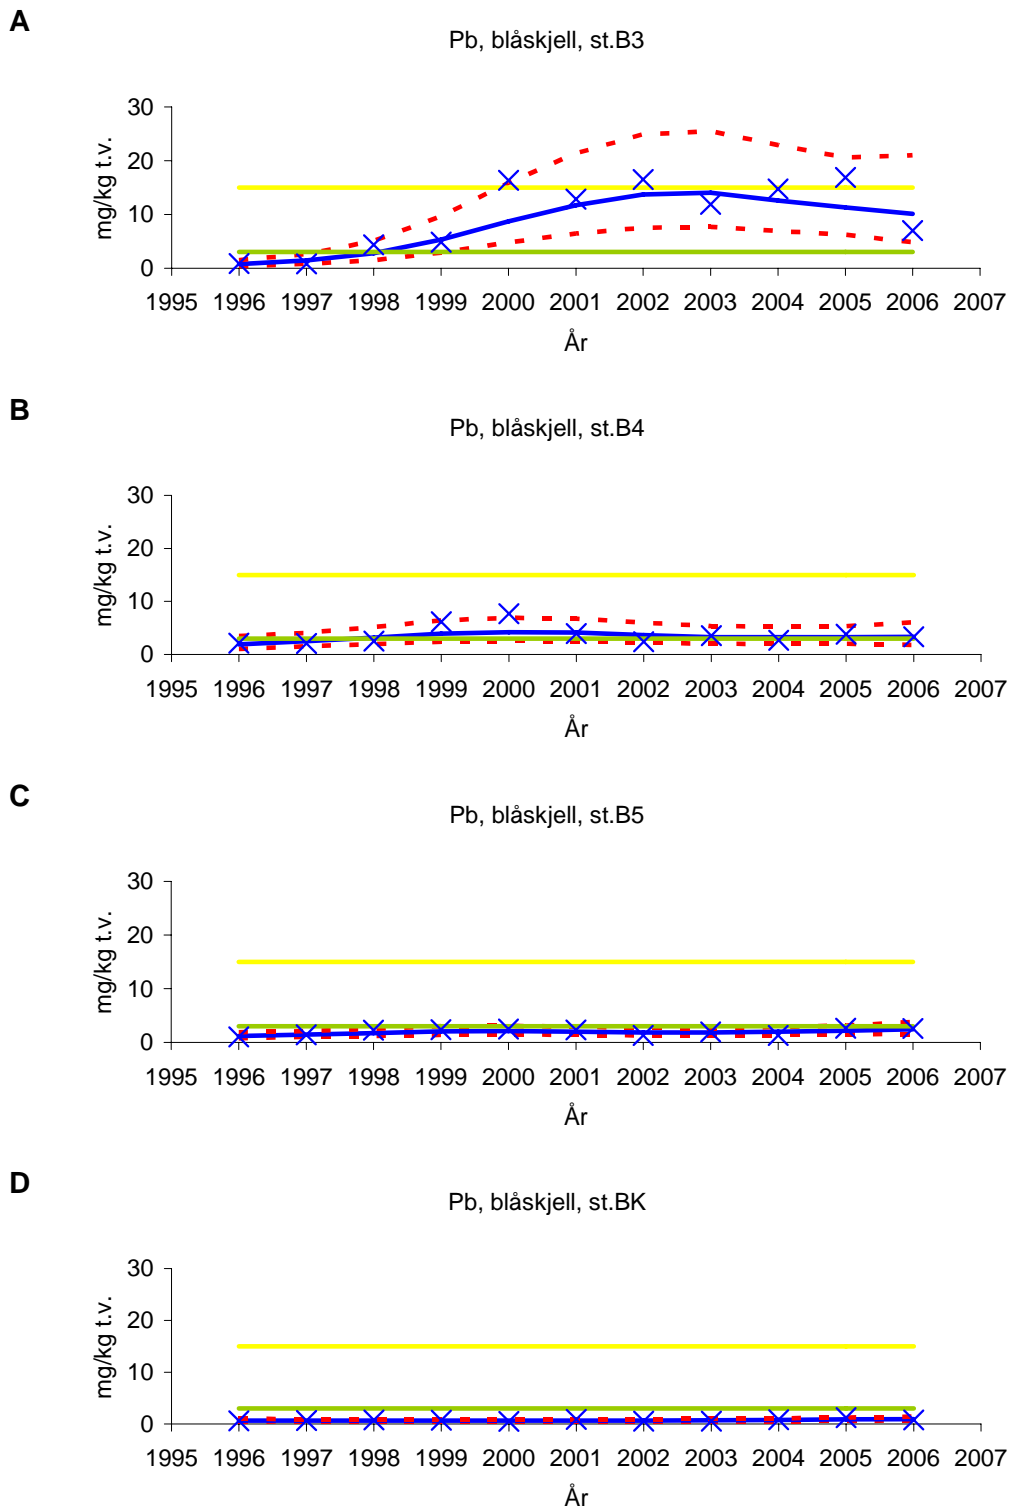 A
Pb, blåskjell, st.B3
mg/kg t.v.
30
20
10
0
1995 1996 1997 1998 1999 2000 2001 2002 2003 2004 2005 2006 2007
År
B
Pb, blåskjell, st.B4
mg/kg t.v.
30
20
10
0
1995 1996 1997 1998 1999 2000 2001 2002 2003 2004 2005 2006 2007
År
C
Pb, blåskjell, st.B5
mg/kg t.v.
30
20
10
0
1995 1996 1997 1998 1999 2000 2001 2002 2003 2004 2005 2006 2007
År
D
Pb, blåskjell, st.BK
mg/kg t.v.
30
20
10
0
1995 1996 1997 1998 1999 2000 2001 2002 2003 2004 2005 2006 2007
År